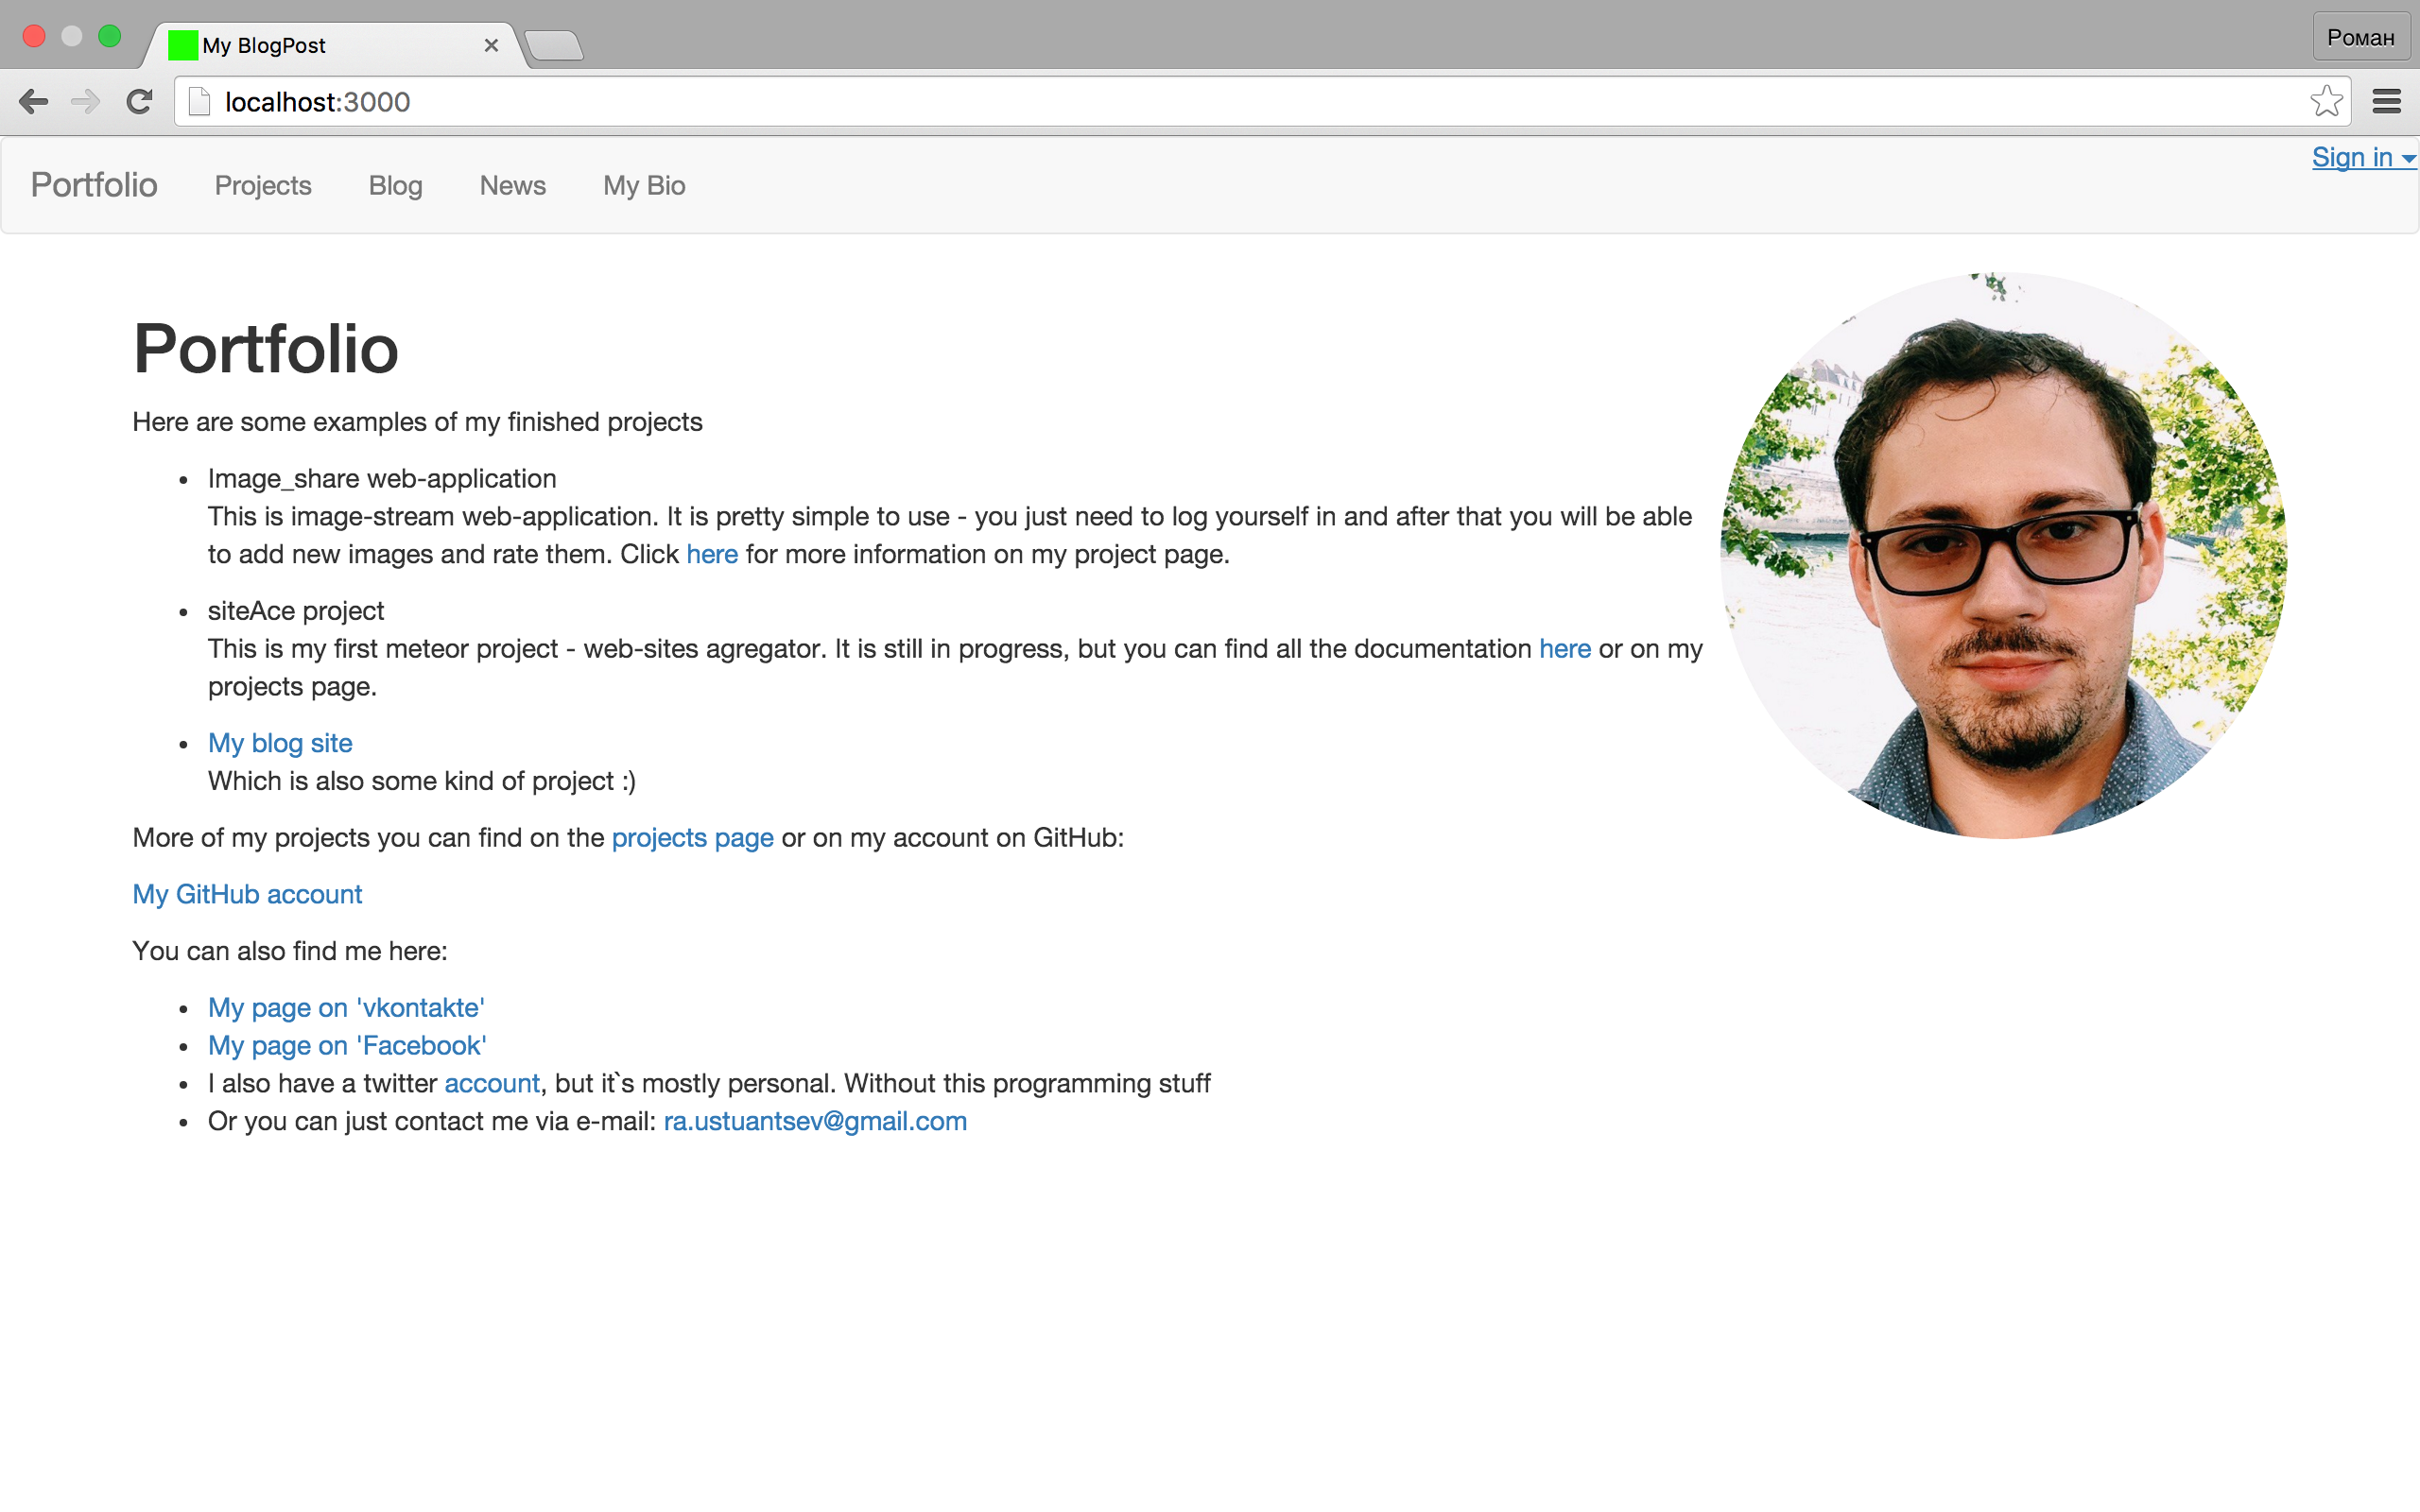 My BlogPost
Роман
localhost:3000
Portfolio Projects Blog News My Bio
Sign in
Portfolio
Here are some examples of my finished projects
Image_share web-application
This is image-stream web-application. It is pretty simple to use - you just need to log yourself in and after that you will be able
to add new images and rate them. Click here for more information on my project page.
siteAce project
This is my first meteor project - web-sites agregator. It is still in progress, but you can find all the documentation here or on my
projects page.
My blog site
Which is also some kind of project :)
More of my projects you can find on the projects page or on my account on GitHub:
My GitHub account
You can also find me here:
My page on 'vkontakte'
My page on 'Facebook'
I also have a twitter account, but it`s mostly personal. Without this programming stuff
Or you can just contact me via e-mail: ra.ustuantsev@gmail.com